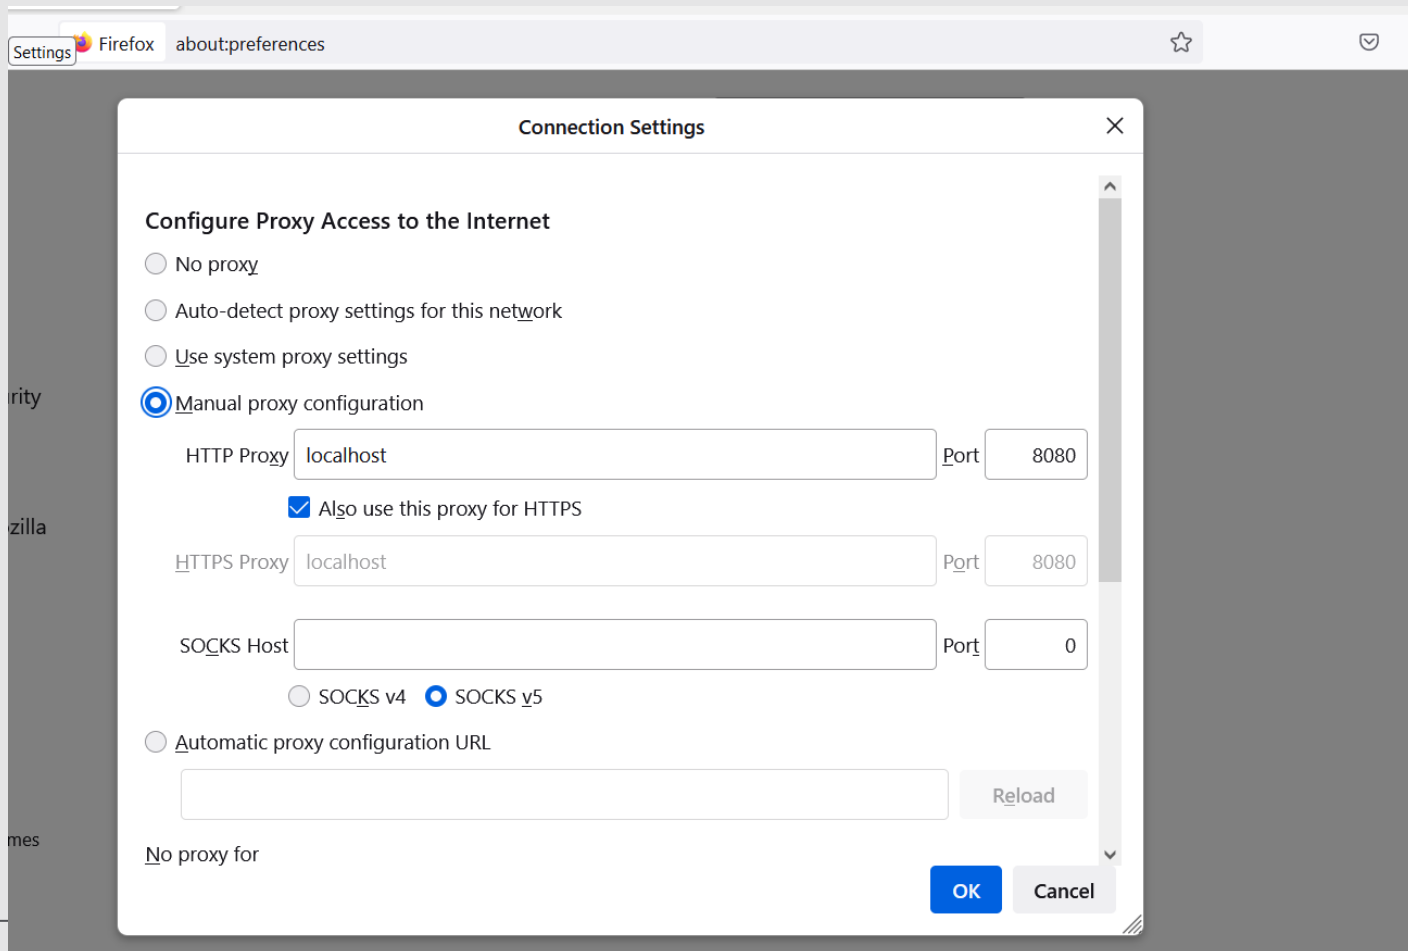 Settings
Firefox about:preferences
Connection Settings
Configure Proxy Access to the Internet
No proxy
Auto-detect proxy settings for this network
Use system proxy settings
rity
Manual proxy configuration
HTTP Proxy localhost Port 8080
Also use this proxy for HTTPS
zilla
HTTPS Proxy localhost Port 8080
SOCKS Host Port 0
SOCKS v4 SOCKS v5
Automatic proxy configuration URL
Reload
mes
No proxy for
OK Cancel